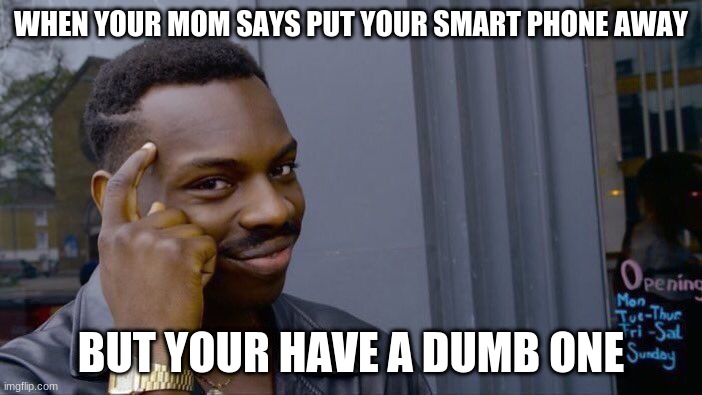 WHEN YOUR MOM SAYS PUT YOUR SMART PHONE AWAY
Opening
Mon
Tue-Thur
Fri -Sat
Sunday
BUT YOUR HAVE A DUMB ONE
imgflip.com